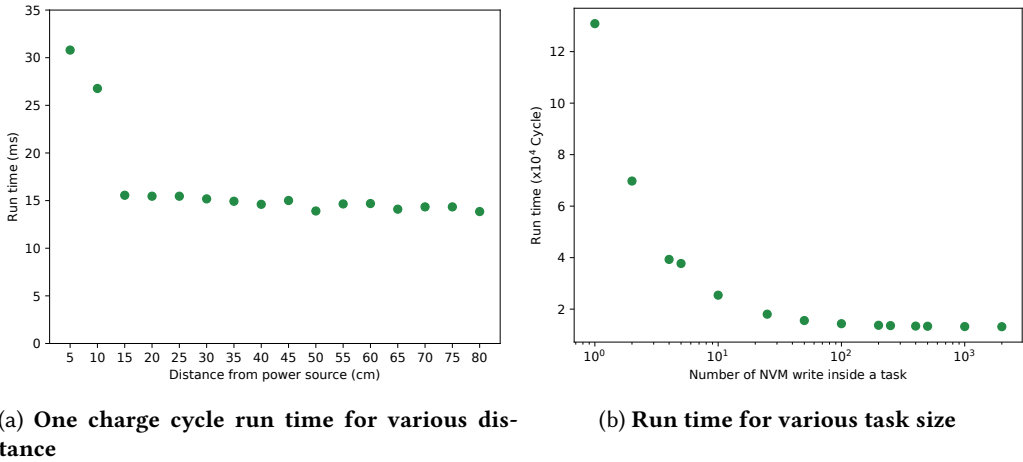 35
30
25
20
15
10
5
0
Run time (ms)
5 10 15 20 25 30 35 40 45 50 55 60 65 70 75 80
Distance from power source (cm)
(a) One charge cycle run time for various dis-
tance
12
10
8
6
4
2
Run time (x10⁴ Cycle)
10⁰ 10¹ 10² 10³
Number of NVM write inside a task
(b) Run time for various task size